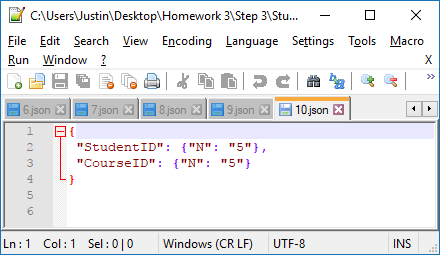 C:\Users\Justin\Desktop\Homework 3\Step 3\Stu...
File Edit Search View Encoding Language Settings Tools Macro
Run Window ? X
6.json 7.json 8.json 9.json 10.json
1 {
2 "StudentID": {"N": "5"},
3 "CourseID": {"N": "5"}
4 }
5
6
Ln : 1 Col : 1 Sel : 0 | 0 Windows (CR LF) UTF-8 INS